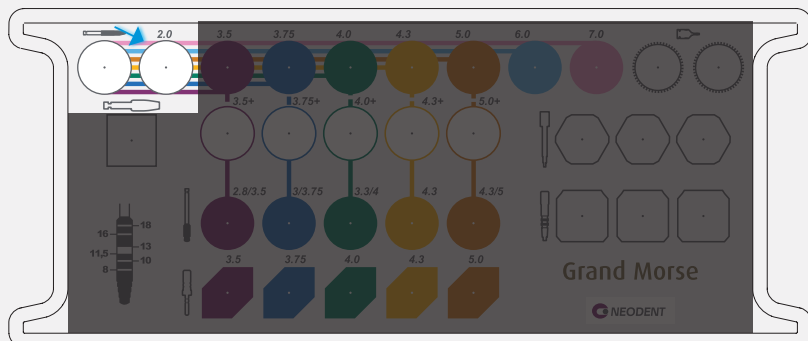 2.0 3.5 3.75 4.0 4.3 5.0 6.0 7.0
3.5+ 3.75+ 4.0+ 4.3+ 5.0+
2.8/3.5 3/3.75 3.3/4 4.3 4.3/5
18
16
13
11,5
10
8
3.5 3.75 4.0 4.3 5.0
Grand Morse
NEODENT